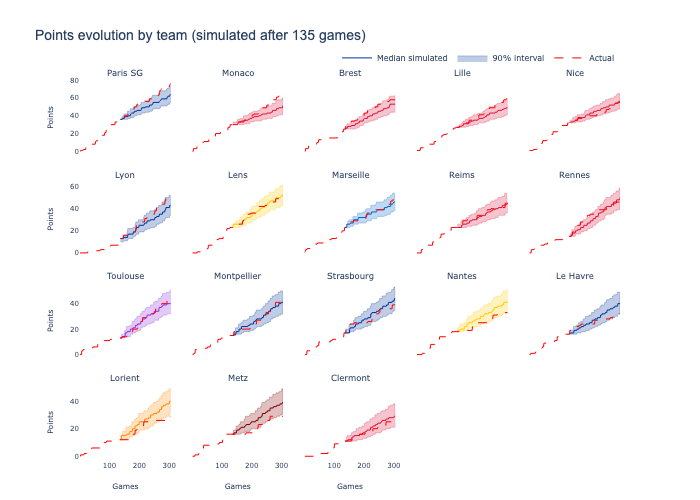 Points evolution by team (simulated after 135 games)
Median simulated 90% interval Actual
Paris SG Monaco Brest Lille Nice
80
60
40
20
0
Points
Lyon Lens Marseille Reims Rennes
60
40
20
0
Points
Toulouse Montpellier Strasbourg Nantes Le Havre
40
20
0
Points
Lorient Metz Clermont
40
20
0
Points
100 200 300 100 200 300 100 200 300
Games Games Games